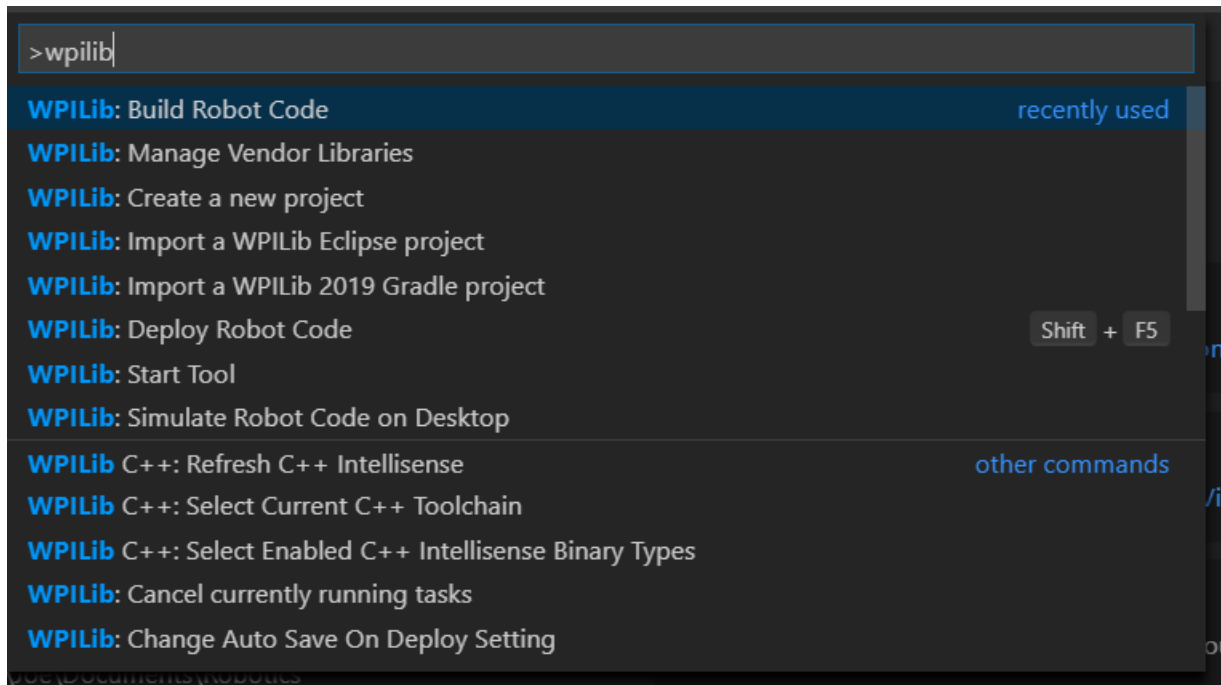 >wpilib
WPILib: Build Robot Code recently used
WPILib: Manage Vendor Libraries
WPILib: Create a new project
WPILib: Import a WPILib Eclipse project
WPILib: Import a WPILib 2019 Gradle project
WPILib: Deploy Robot Code Shift + F5
WPILib: Start Tool
WPILib: Simulate Robot Code on Desktop
WPILib C++: Refresh C++ Intellisense other commands
WPILib C++: Select Current C++ Toolchain
WPILib C++: Select Enabled C++ Intellisense Binary Types
WPILib: Cancel currently running tasks
WPILib: Change Auto Save On Deploy Setting
\Documents\Robotics